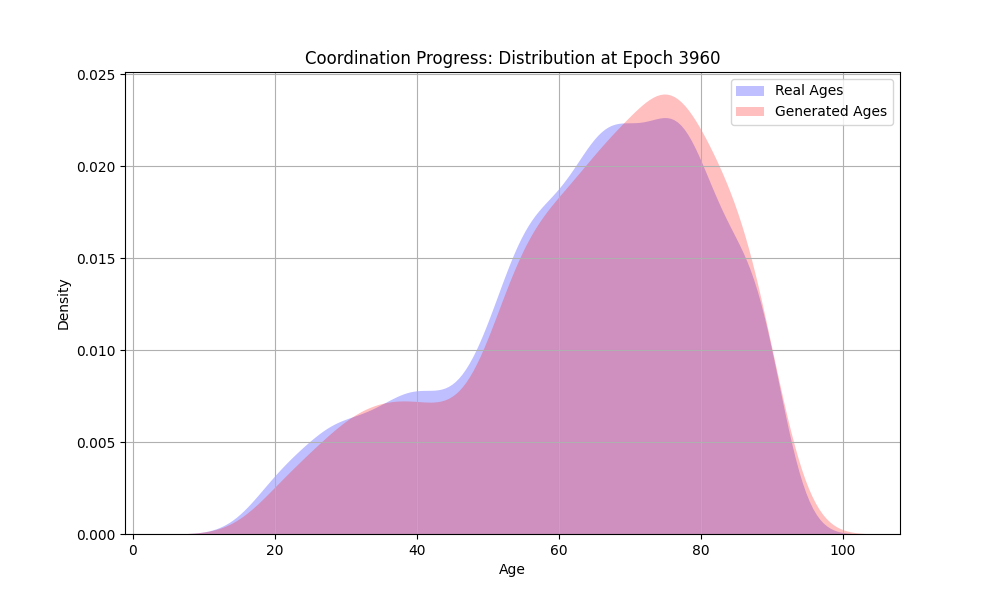 Coordination Progress: Distribution at Epoch 3960
Real Ages
Generated Ages
0.025
0.020
0.015
0.010
0.005
0.000
Density
0
20
40
60
80
100
Age